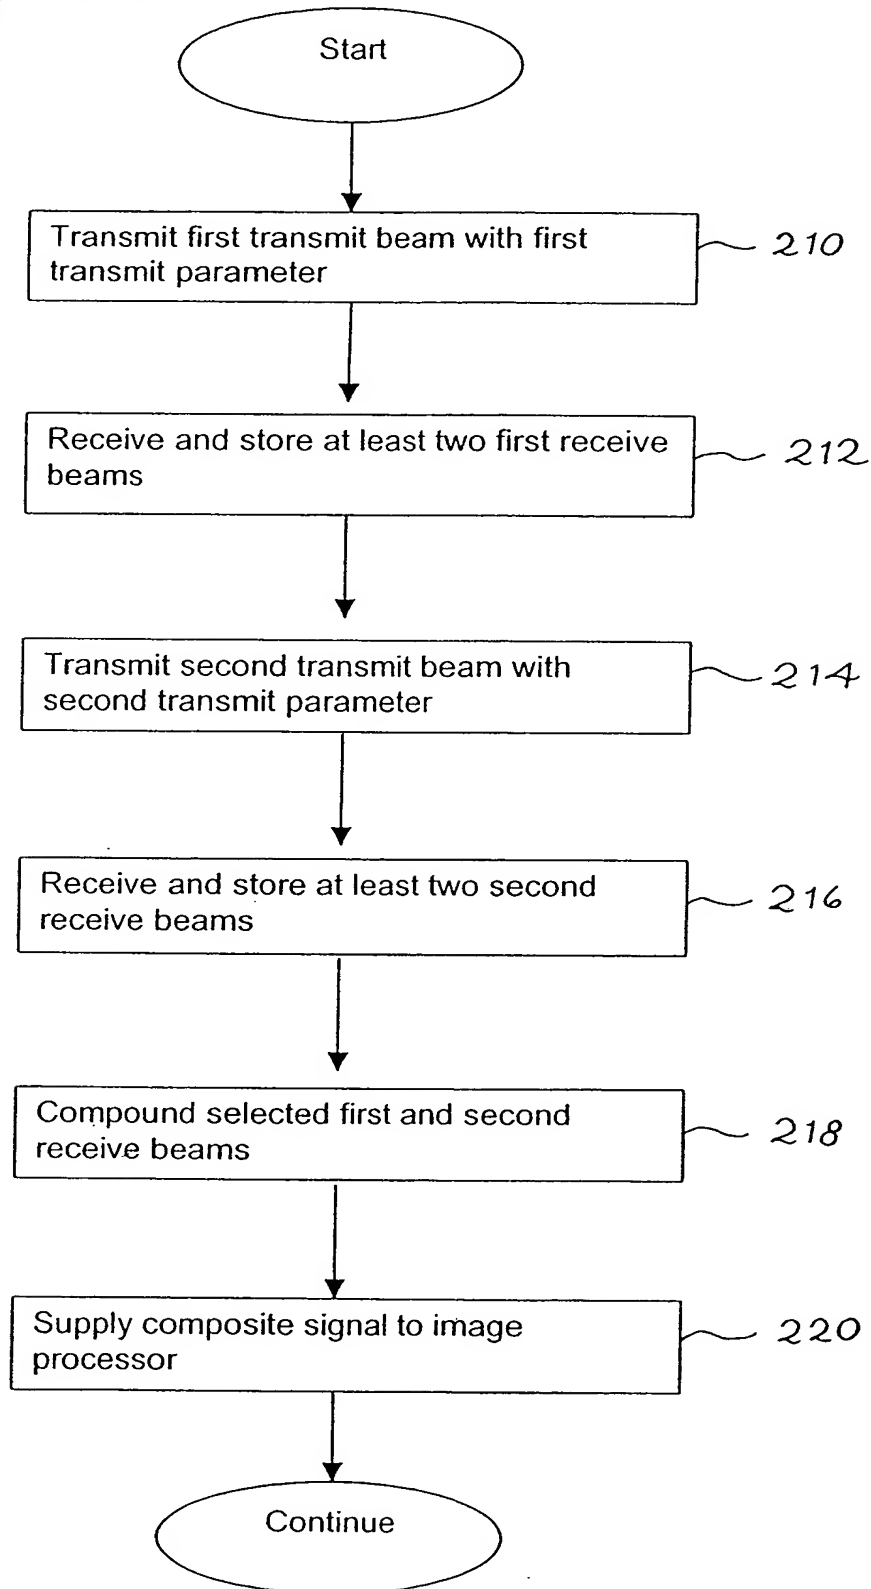 Start
Transmit first transmit beam with first
transmit parameter
210
Receive and store at least two first receive
beams
212
Transmit second transmit beam with
second transmit parameter
214
Receive and store at least two second
receive beams
216
Compound selected first and second
receive beams
218
Supply composite signal to image
processor
220
Continue